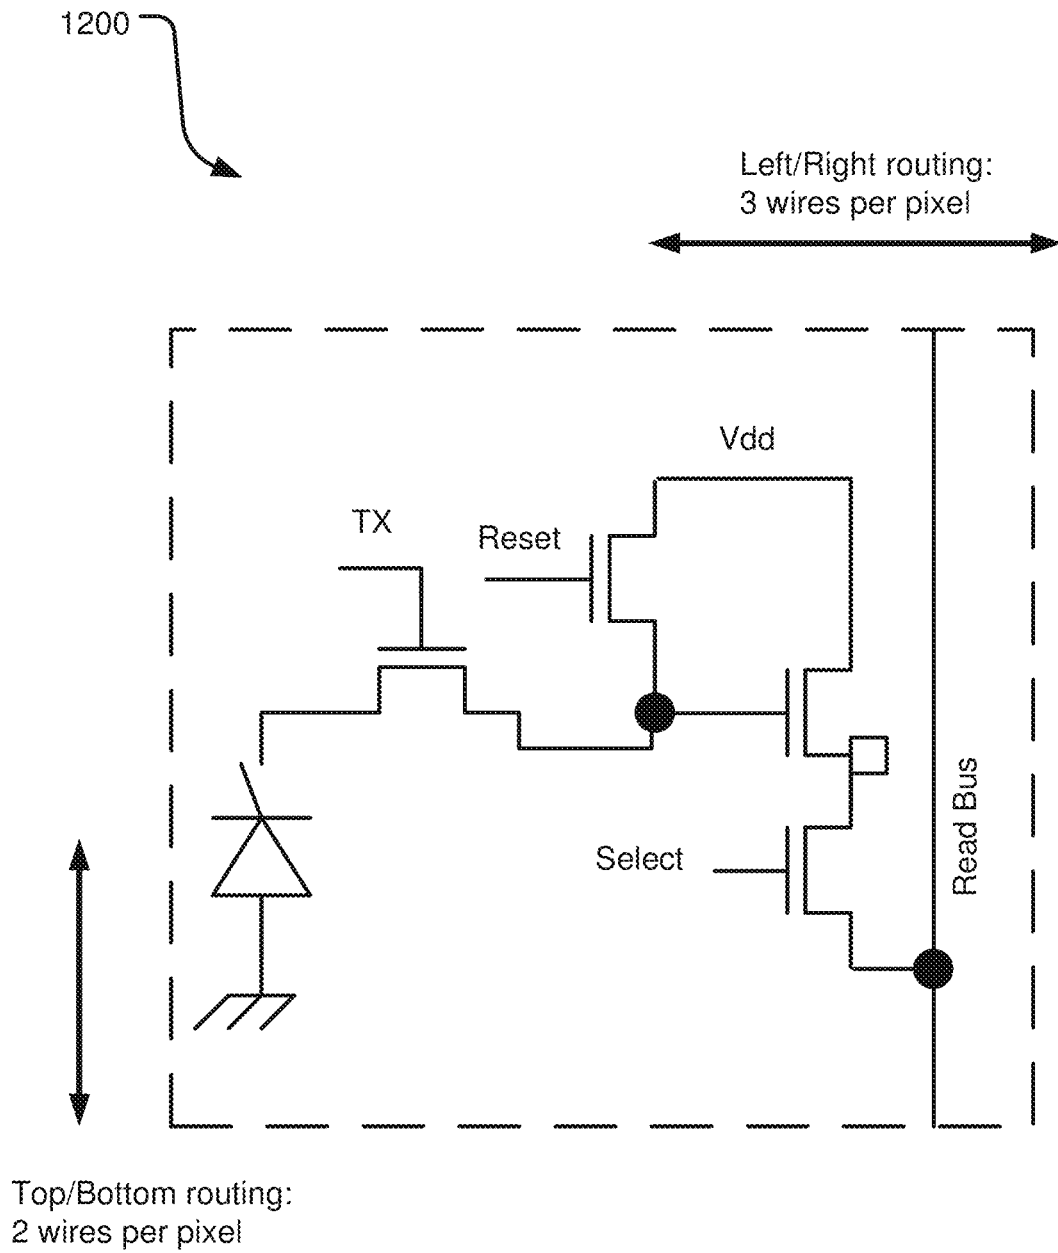 1200
Left/Right routing:
3 wires per pixel
Vdd
TX
Reset
Read Bus
Select
Top/Bottom routing:
2 wires per pixel